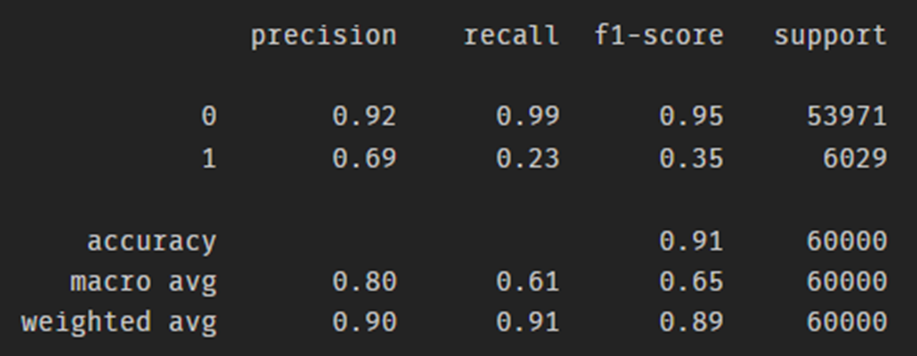 precision recall f1-score support
0 0.92 0.99 0.95 53971
1 0.69 0.23 0.35 6029
accuracy 0.91 60000
macro avg 0.80 0.61 0.65 60000
weighted avg 0.90 0.91 0.89 60000